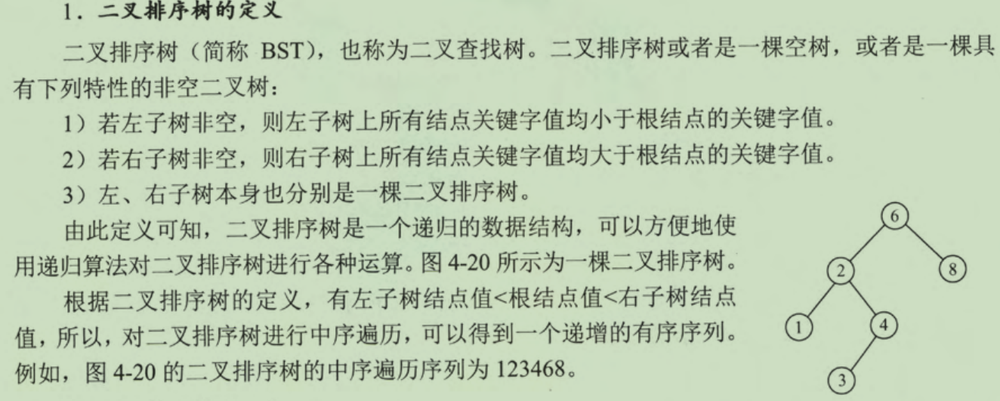 1．二叉排序树的定义
二叉排序树（简称 BST），也称为二叉查找树。二叉排序树或者是一棵空树，或者是一棵具
有下列特性的非空二叉树：
1）若左子树非空，则左子树上所有结点关键字值均小于根结点的关键字值。
2）若右子树非空，则右子树上所有结点关键字值均大于根结点的关键字值。
3）左、右子树本身也分别是一棵二叉排序树。
由此定义可知，二叉排序树是一个递归的数据结构，可以方便地使
用递归算法对二叉排序树进行各种运算。图 4-20 所示为一棵二叉排序树。
根据二叉排序树的定义，有左子树结点值<根结点值<右子树结点
值，所以，对二叉排序树进行中序遍历，可以得到一个递增的有序序列。
例如，图 4-20 的二叉排序树的中序遍历序列为 123468。
6
2 8
1 4
3